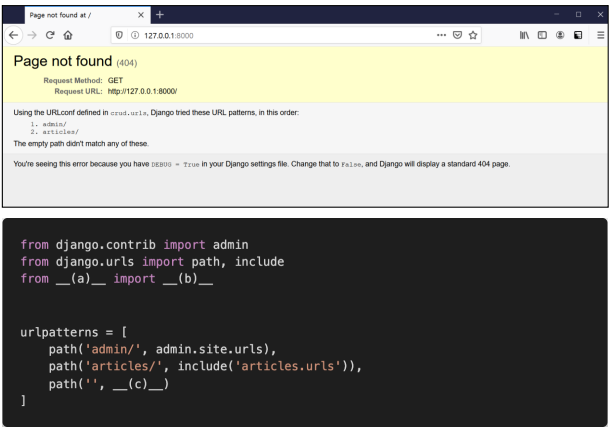 Page not found at /
127.0.0.1:8000
Page not found (404)
Request Method: GET
Request URL: http://127.0.0.1:8000/
Using the URLconf defined in crud.urls, Django tried these URL patterns, in this order:
1. admin/
2. articles/
The empty path didn't match any of these.
You're seeing this error because you have DEBUG = True in your Django settings file. Change that to False, and Django will display a standard 404 page.
from django.contrib import admin
from django.urls import path, include
from __(a)__ import __(b)__
urlpatterns = [
    path('admin/', admin.site.urls),
    path('articles/', include('articles.urls')),
    path('', __(c)__)
]